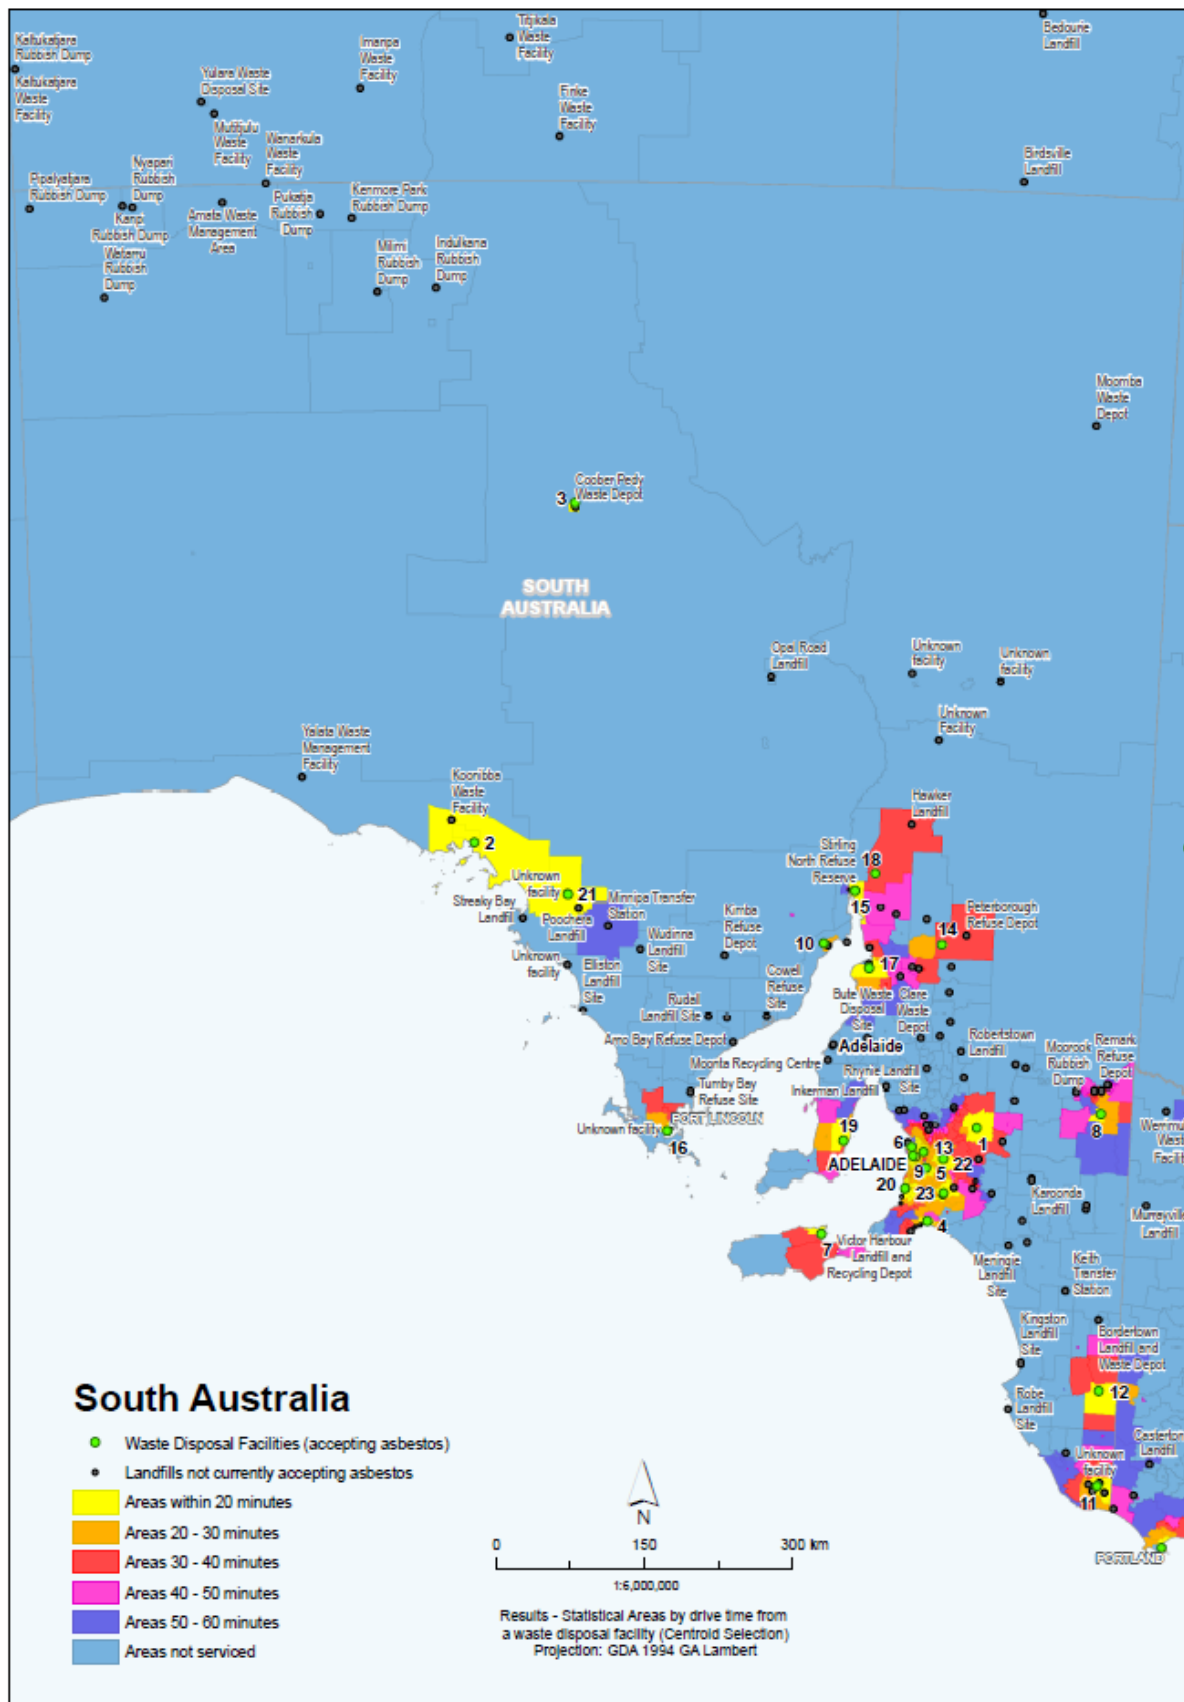 Kaltukatjara
Rubbish Dump
Kaltukatjara
Waste
Facility
Yulara Waste
Disposal Site
Mutitjulu
Waste
Facility
Imanpa
Waste
Facility
Titjikala
Waste
Facility
Finke
Waste
Facility
Bedourie
Landfill
Birdsville
Landfill
Wanarkula
Waste
Facility
Pipalyatjara
Rubbish Dump
Nyapari
Rubbish
Dump
Kanpi
Rubbish Dump
Watarru
Rubbish
Dump
Amata Waste
Management
Area
Pukatja
Rubbish
Dump
Kenmore Park
Rubbish Dump
Milimi
Rubbish
Dump
Indulkana
Rubbish
Dump
Moomba
Waste
Depot
3
Coober Pedy
Waste Depot
SOUTH
AUSTRALIA
Opal Road
Landfill
Unknown
facility
Unknown
facility
Unknown
Facility
Yalata Waste
Management
Facility
Koonibba
Waste
Facility
2
Hawker
Landfill
Stirling
North Refuse
Reserve
18
15
Unknown
facility
21
Minnipa Transfer
Station
Streaky Bay
Landfill
Poochera
Landfill
Wudinna
Landfill
Site
Kimba
Refuse
Depot
Peterborough
Refuse Depot
14
10
17
Unknown
facility
Elliston
Landfill
Site
Cowell
Refuse
Site
Rudall
Landfill Site
Bute Waste
Disposal
Site
Clare
Waste
Depot
Arno Bay Refuse Depot
Adelaide
Moonta Recycling Centre
Robertstown
Landfill
Moorook
Rubbish
Dump
Remark
Refuse
Depot
Rhynie Landfill
Site
Inkerman Landfill
Tumby Bay
Refuse Site
PORT LINCOLN
Unknown facility
16
19
6
13
1
8
Werrimu
Waste
Facilit
ADELAIDE
9
5
22
20
23
4
Karoonda
Landfill
Murrayville
Landfill
7
Victor Harbour
Landfill and
Recycling Depot
Meningie
Landfill
Site
Keith
Transfer
Station
Kingston
Landfill
Site
Bordertown
Landfill and
Waste Depot
12
Robe
Landfill
Site
Casterton
Landfill
Unknown
facility
11
PORTLAND
South Australia
Waste Disposal Facilities (accepting asbestos)
Landfills not currently accepting asbestos
Areas within 20 minutes
Areas 20 - 30 minutes
Areas 30 - 40 minutes
Areas 40 - 50 minutes
Areas 50 - 60 minutes
Areas not serviced
N
0 150 300 km
1:6,000,000
Results - Statistical Areas by drive time from
a waste disposal facility (Centroid Selection)
Projection: GDA 1994 GA Lambert